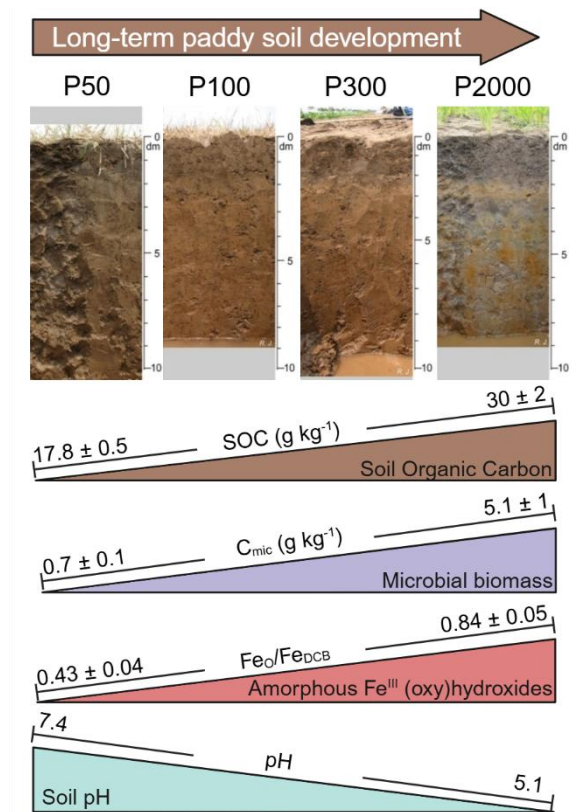 Long-term paddy soil development
P50 P100 P300 P2000
0 0 0 0
dm dm dm dm
5 5 5 5
R.J. R.J. R.J.
10 10 10 10
17.8 ± 0.5 SOC (g kg⁻¹) 30 ± 2
Soil Organic Carbon
0.7 ± 0.1 Cmic (g kg⁻¹) 5.1 ± 1
Microbial biomass
0.43 ± 0.04 FeO/FeDCB 0.84 ± 0.05
Amorphous Feᴵᴵᴵ (oxy)hydroxides
7.4 pH 5.1
Soil pH